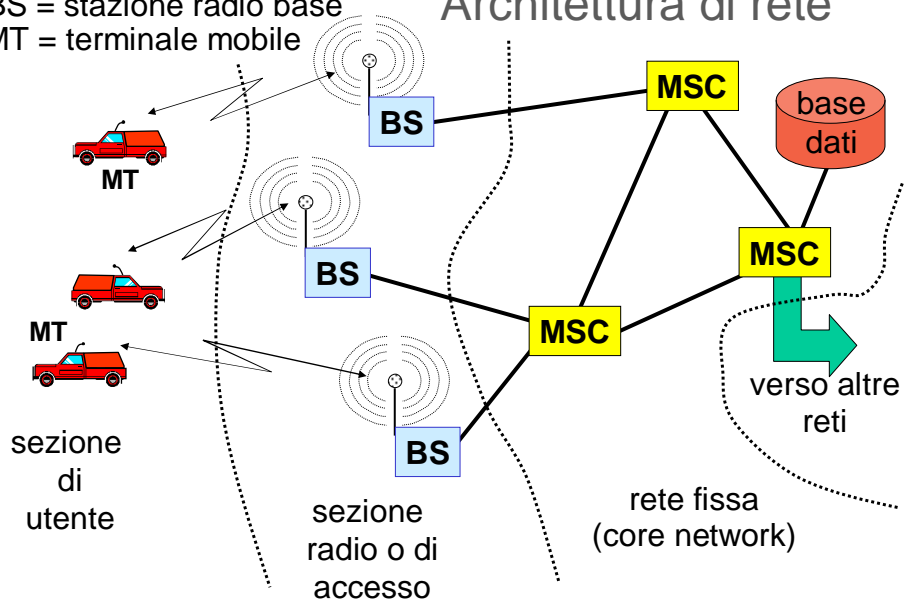 BS = stazione radio base
MT = terminale mobile
Architettura di rete
MSC
base
dati
BS
MT
MSC
BS
MSC
MT
verso altre
reti
BS
sezione
di
utente
rete fissa
(core network)
sezione
radio o di
accesso